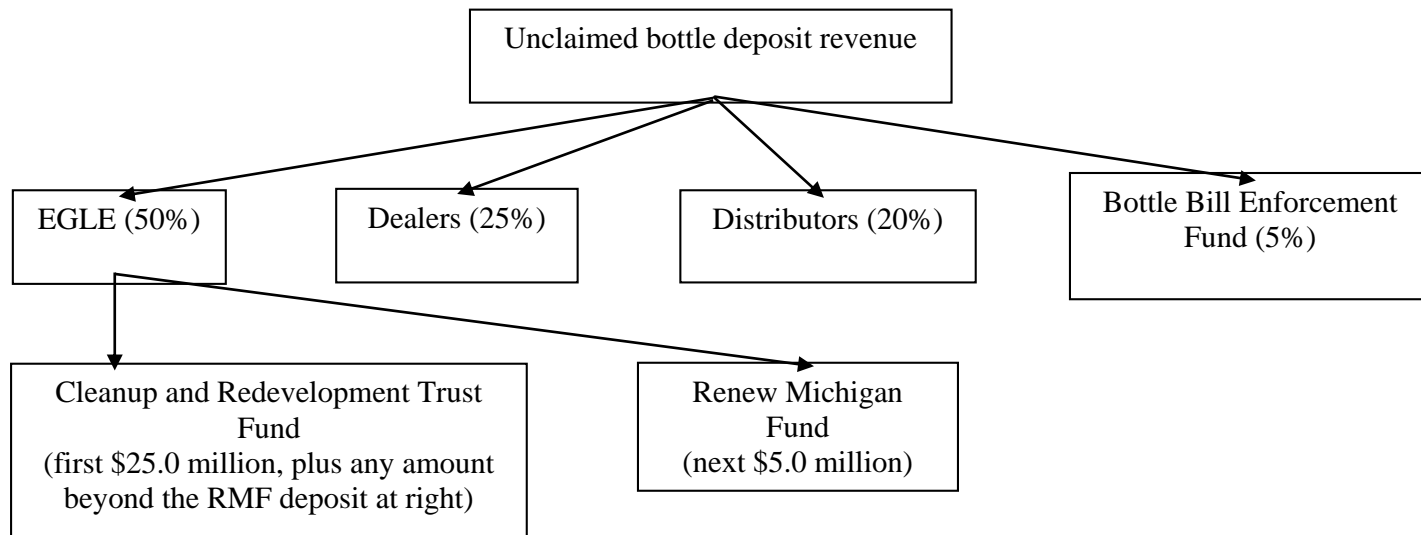 Unclaimed bottle deposit revenue
EGLE (50%)
Dealers (25%)
Distributors (20%)
Bottle Bill Enforcement
Fund (5%)
Cleanup and Redevelopment Trust
Fund
(first $25.0 million, plus any amount
beyond the RMF deposit at right)
Renew Michigan
Fund
(next $5.0 million)